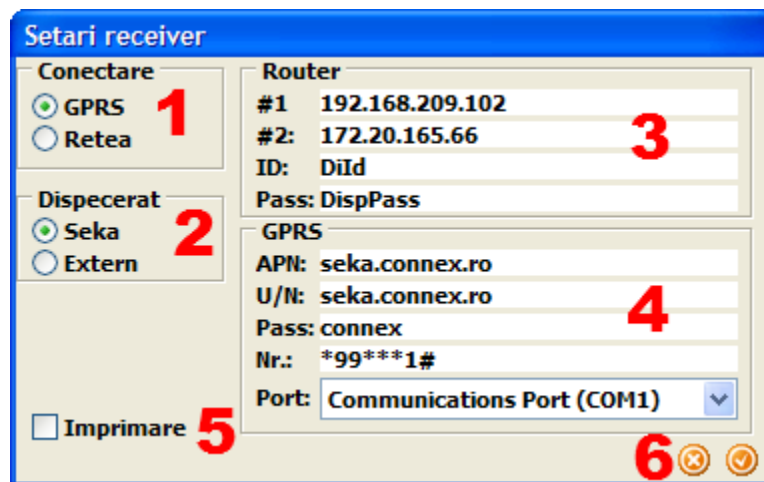 Setari receiver
Conectare
GPRS
Retea
1
Dispecerat
Seka
Extern
2
Imprimare
5
Router
#1 192.168.209.102
#2: 172.20.165.66
ID: DiId
Pass: DispPass
3
GPRS
APN: seka.connex.ro
U/N: seka.connex.ro
Pass: connex
Nr.: *99***1#
Port: Communications Port (COM1)
4
6